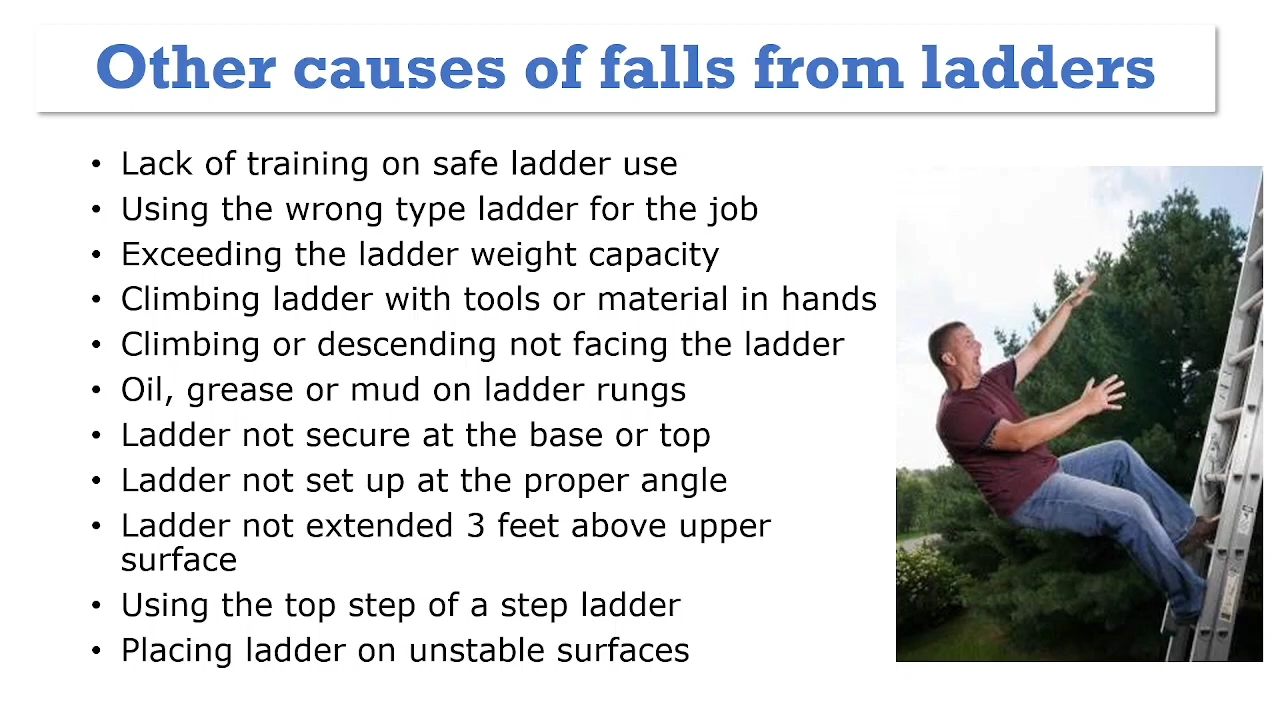 Other causes of falls from ladders
• Lack of training on safe ladder use
• Using the wrong type ladder for the job
• Exceeding the ladder weight capacity
• Climbing ladder with tools or material in hands
• Climbing or descending not facing the ladder
• Oil, grease or mud on ladder rungs
• Ladder not secure at the base or top
• Ladder not set up at the proper angle
• Ladder not extended 3 feet above upper
surface
• Using the top step of a step ladder
• Placing ladder on unstable surfaces